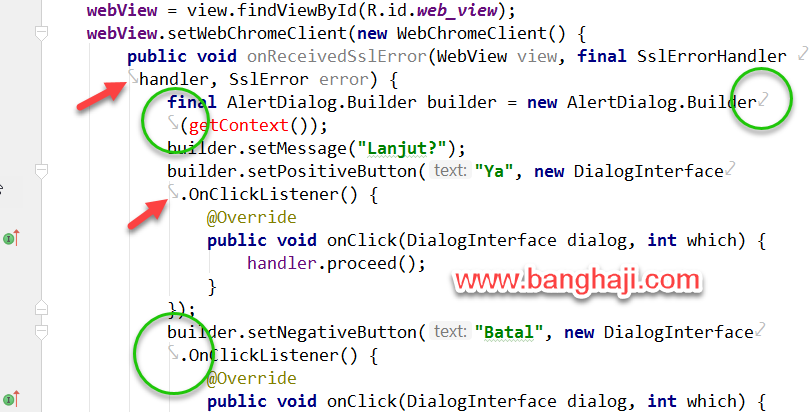 webView = view.findViewById(R.id.web_view);
webView.setWebChromeClient(new WebChromeClient() {
public void onReceivedSslError(WebView view, final SslErrorHandler
handler, SslError error) {
final AlertDialog.Builder builder = new AlertDialog.Builder
(getContext());
builder.setMessage("Lanjut?");
builder.setPositiveButton( text: "Ya", new DialogInterface
.OnClickListener() {
@Override
public void onClick(DialogInterface dialog, int which) {
handler.proceed();
www.banghaji.com
}
});
builder.setNegativeButton( text: "Batal", new DialogInterface
.OnClickListener() {
@Override
public void onClick(DialogInterface dialog, int which) {